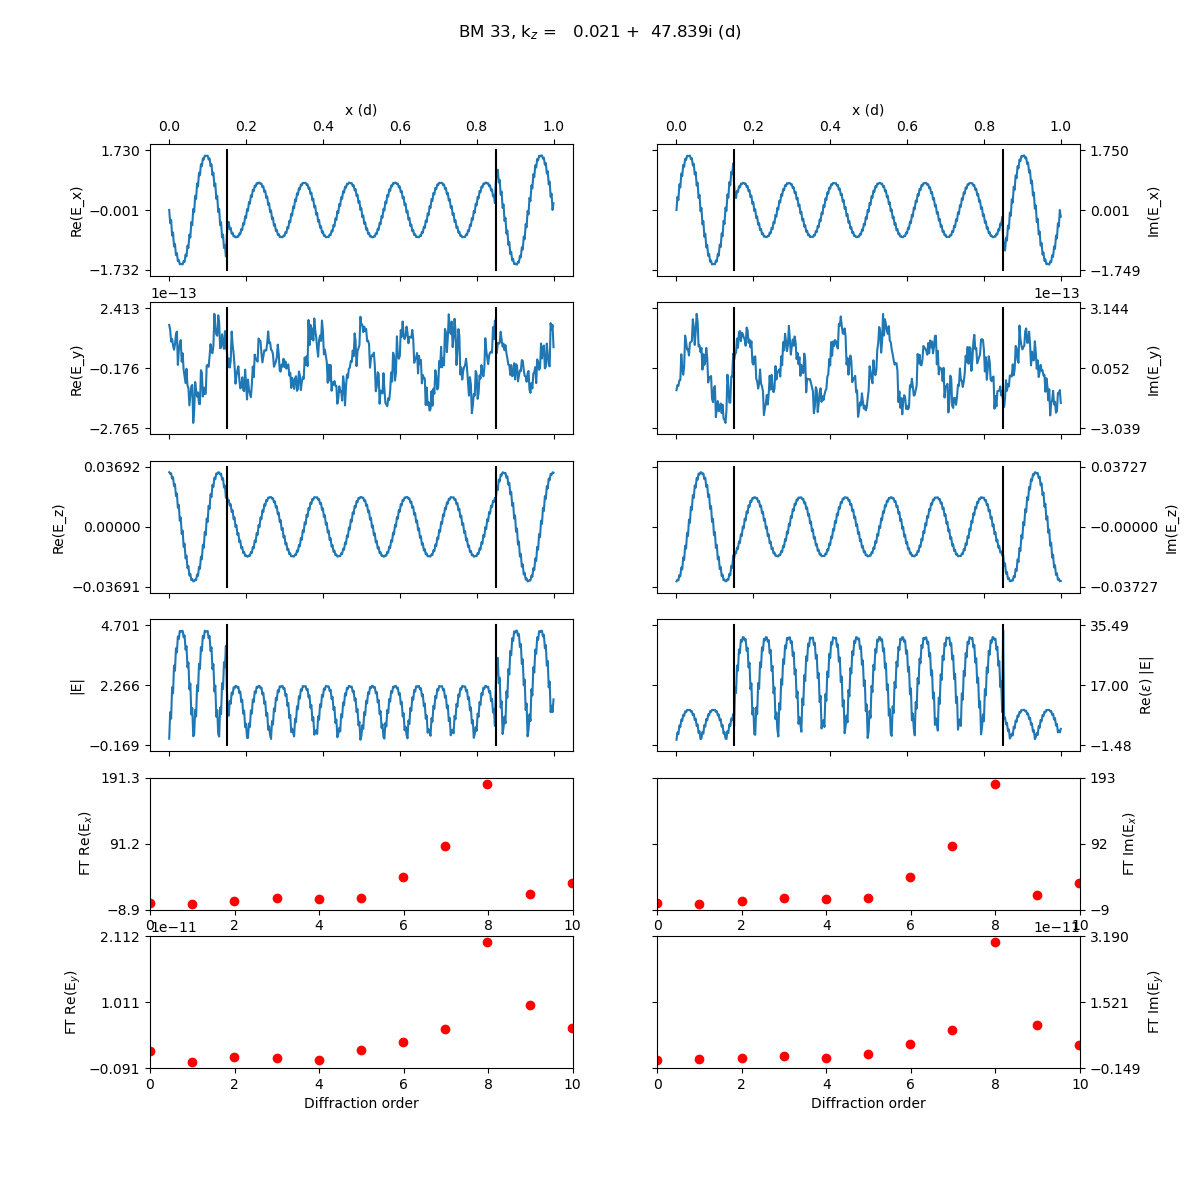 BM 33, k_z = 0.021 + 47.839i (d)
x (d)
x (d)
0.0 0.2 0.4 0.6 0.8 1.0
0.0 0.2 0.4 0.6 0.8 1.0
1.730
−0.001
−1.732
Re(E_x)
1.750
0.001
−1.749
Im(E_x)
1e−13
2.413
−0.176
−2.765
Re(E_y)
1e−13
3.144
0.052
−3.039
Im(E_y)
0.03692
0.00000
−0.03691
Re(E_z)
0.03727
−0.00000
−0.03727
Im(E_z)
4.701
2.266
−0.169
|E|
35.49
17.00
−1.48
Re(ε) |E|
191.3
91.2
−8.9
FT Re(E_x)
0 2 4 6 8 10
193
92
−9
FT Im(E_x)
0 2 4 6 8 10
1e−11
2.112
1.011
−0.091
FT Re(E_y)
0 2 4 6 8 10
Diffraction order
1e−11
3.190
1.521
−0.149
FT Im(E_y)
0 2 4 6 8 10
Diffraction order